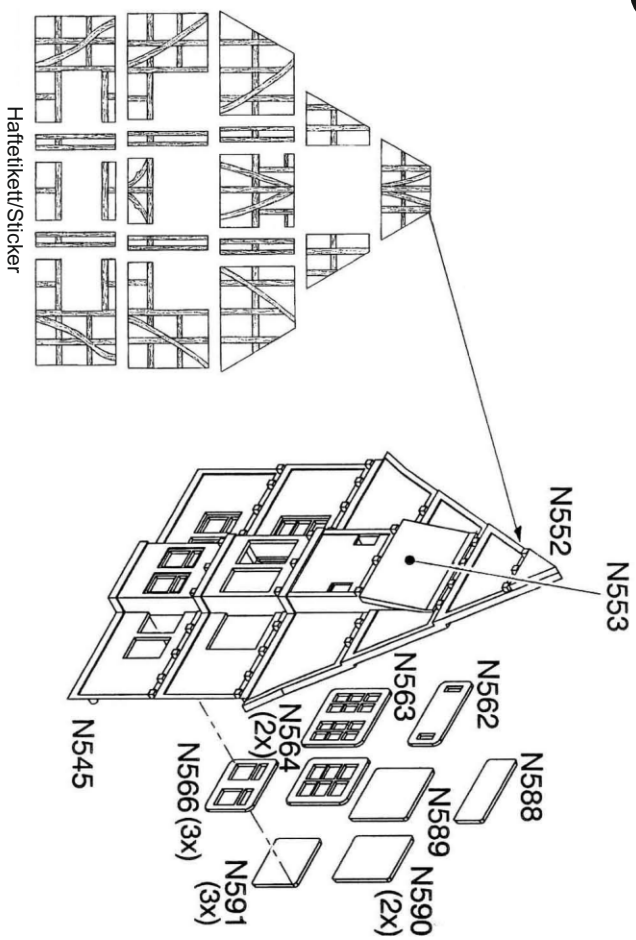 Haftetikett/Sticker
N552
N553
N562
N563
N564
(2x)
N588
N589
N590
(2x)
N566 (3x)
N591
(3x)
N545